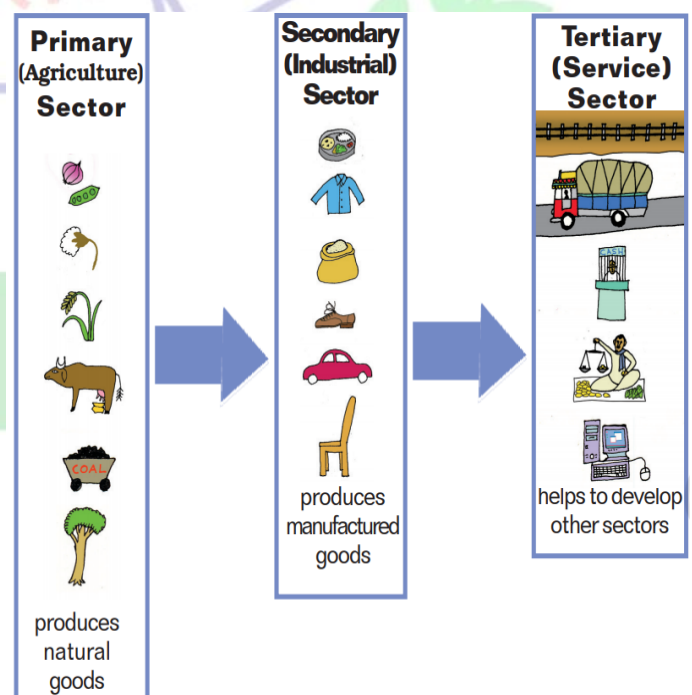 Primary
(Agriculture)
Sector
COAL
produces
natural
goods
Secondary
(Industrial)
Sector
produces
manufactured
goods
Tertiary
(Service)
Sector
CASH
helps to develop
other sectors